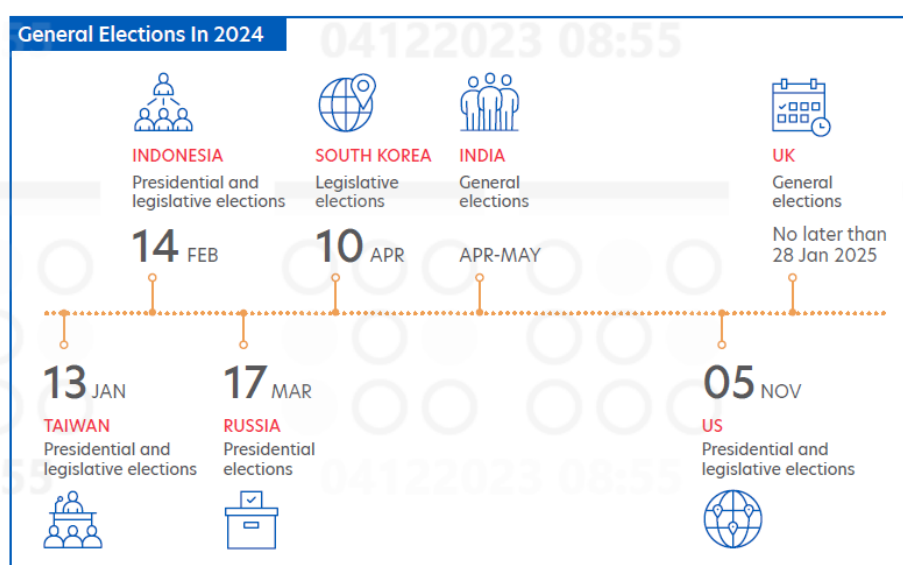 General Elections In 2024
04122023 08:55
INDONESIA
Presidential and
legislative elections
14 FEB
SOUTH KOREA
Legislative
elections
10 APR
INDIA
General
elections
APR-MAY
UK
General
elections
No later than
28 Jan 2025
13 JAN
TAIWAN
Presidential and
legislative elections
17 MAR
RUSSIA
Presidential
elections
05 NOV
US
Presidential and
legislative elections
55
04122023 08:55